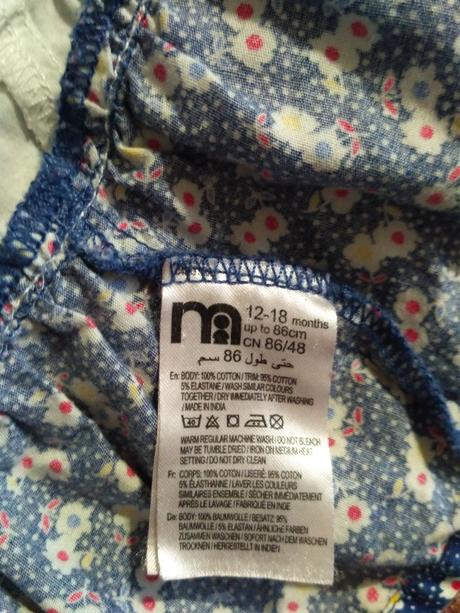 m
12-18 months
up to 86cm
CN 86/48
حتى طول 86 سم
En: BODY: 100% COTTON / TRIM: 95% COTTON
5% ELASTANE / WASH SIMILAR COLOURS
TOGETHER / DRY IMMEDIATELY AFTER WASHING
/ MADE IN INDIA
40
WARM REGULAR MACHINE WASH / DO NOT BLEACH
MAY BE TUMBLE DRIED / IRON ON MEDIUM HEAT
SETTING / DO NOT DRY CLEAN
Fr: CORPS: 100% COTON / LISERÉ: 95% COTON
5% ÉLASTHANNE / LAVER LES COULEURS
SIMILAIRES ENSEMBLE / SÉCHER IMMÉDIATEMENT
APRÈS LE LAVAGE / FABRIQUÉ EN INDE
De: BODY: 100% BAUMWOLLE / BESATZ: 95%
BAUMWOLLE / 5% ELASTAN / ÄHNLICHE FARBEN
ZUSAMMEN WASCHEN / SOFORT NACH DEM WASCHEN
TROCKNEN / HERGESTELLT IN INDIEN